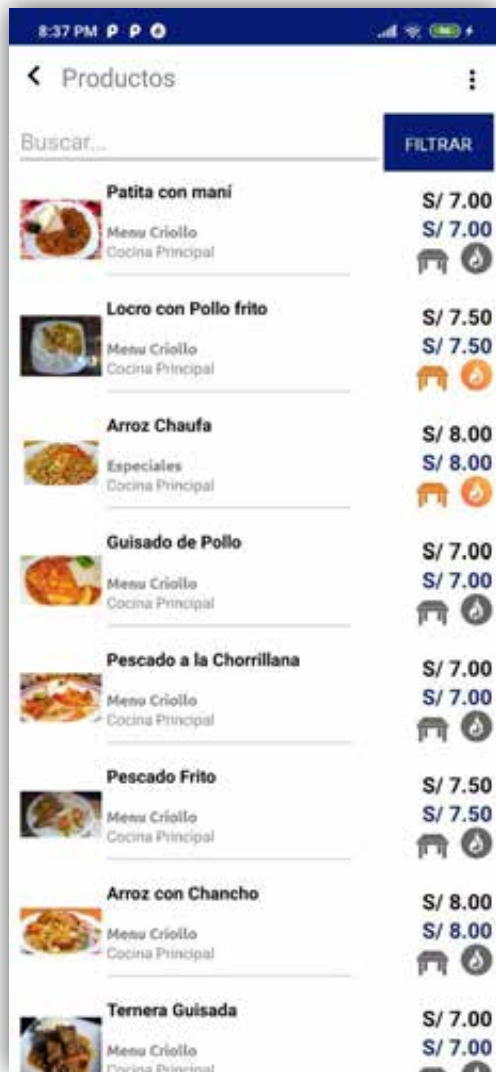 8:37 PM
Productos
Buscar...
FILTRAR
Patita con maní
S/ 7.00
Menu Criollo
S/ 7.00
Cocina Principal
Locro con Pollo frito
S/ 7.50
Menu Criollo
S/ 7.50
Cocina Principal
Arroz Chaufa
S/ 8.00
Especiales
S/ 8.00
Cocina Principal
Guisado de Pollo
S/ 7.00
Menu Criollo
S/ 7.00
Cocina Principal
Pescado a la Chorrillana
S/ 7.00
Menu Criollo
S/ 7.00
Cocina Principal
Pescado Frito
S/ 7.50
Menu Criollo
S/ 7.50
Cocina Principal
Arroz con Chancho
S/ 8.00
Menu Criollo
S/ 8.00
Cocina Principal
Ternera Guisada
S/ 7.00
Menu Criollo
S/ 7.00
Cocina Principal